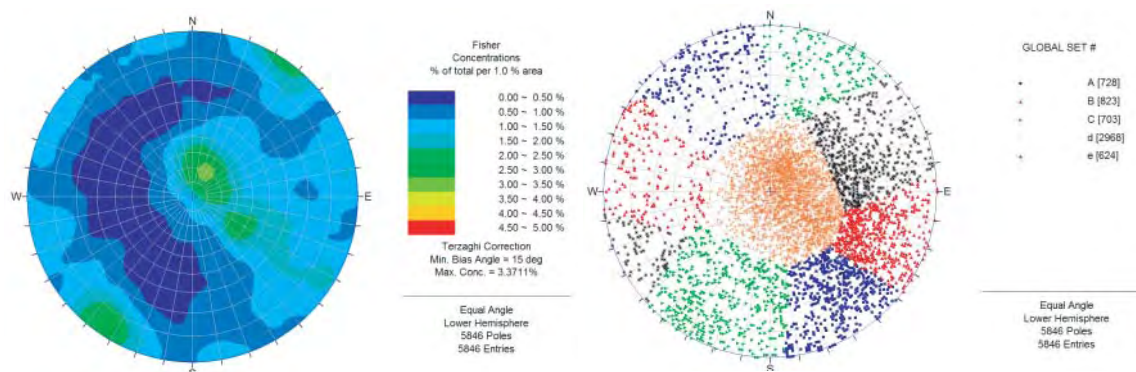 N
W
E
S
Fisher
Concentrations
% of total per 1.0 % area
0.00 ~ 0.50 %
0.50 ~ 1.00 %
1.00 ~ 1.50 %
1.50 ~ 2.00 %
2.00 ~ 2.50 %
2.50 ~ 3.00 %
3.00 ~ 3.50 %
3.50 ~ 4.00 %
4.00 ~ 4.50 %
4.50 ~ 5.00 %
Terzaghi Correction
Min. Bias Angle = 15 deg
Max. Conc. = 3.3711%
Equal Angle
Lower Hemisphere
5846 Poles
5846 Entries
N
W
E
S
GLOBAL SET #
A [728]
B [823]
C [703]
d [2968]
e [624]
Equal Angle
Lower Hemisphere
5846 Poles
5846 Entries